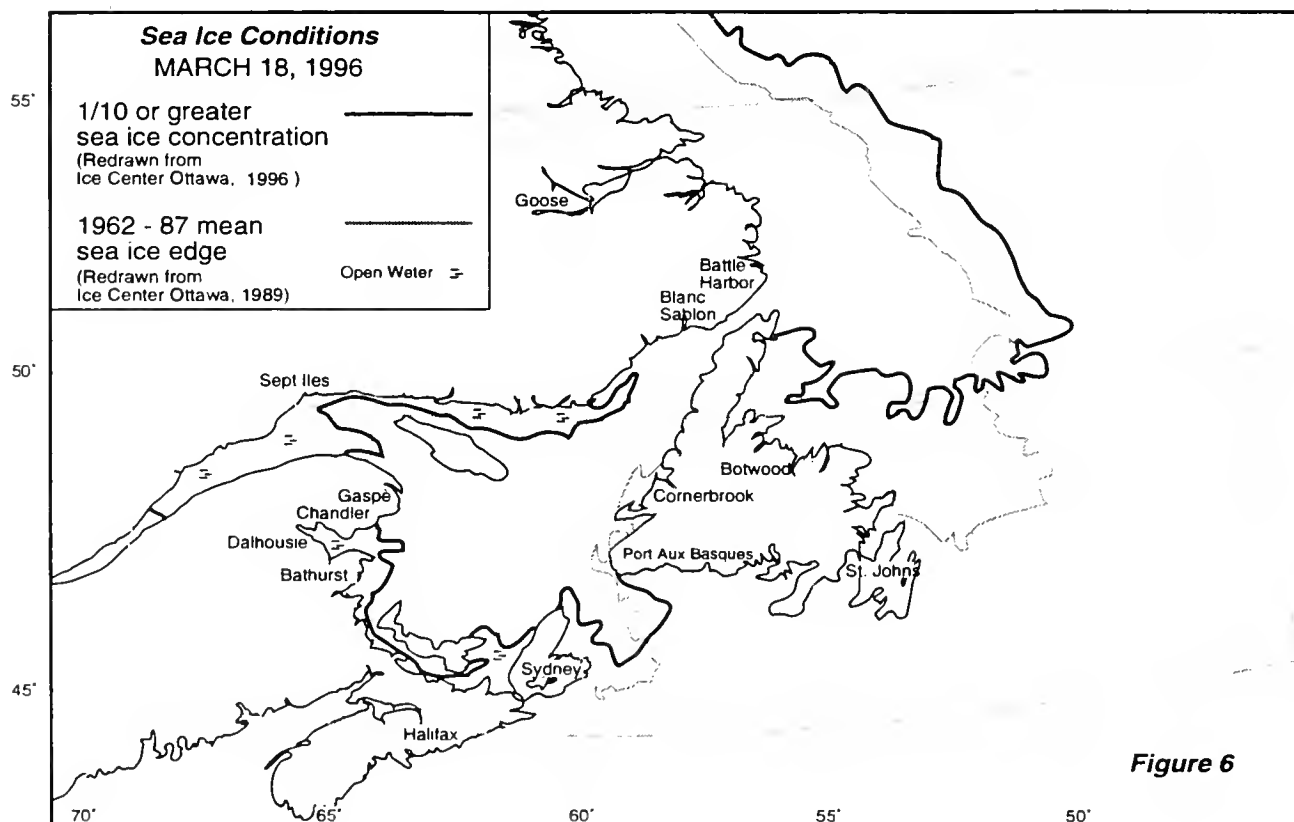 Sea Ice Conditions
MARCH 18, 1996
1/10 or greater
sea ice concentration
(Redrawn from
Ice Center Ottawa, 1996 )
1962 - 87 mean
sea ice edge
(Redrawn from
Ice Center Ottawa, 1989)
Open Weter
55°
50°
45°
Goose
Battle
Harbor
Blanc
Sablon
Sept Iles
Botwood
Cornerbrook
Gaspè
Chandler
Dalhousie
Bathurst
Port Aux Basques
St. Johns
Sydney
Halifax
Figure 6
70°
65°
60°
55°
50°